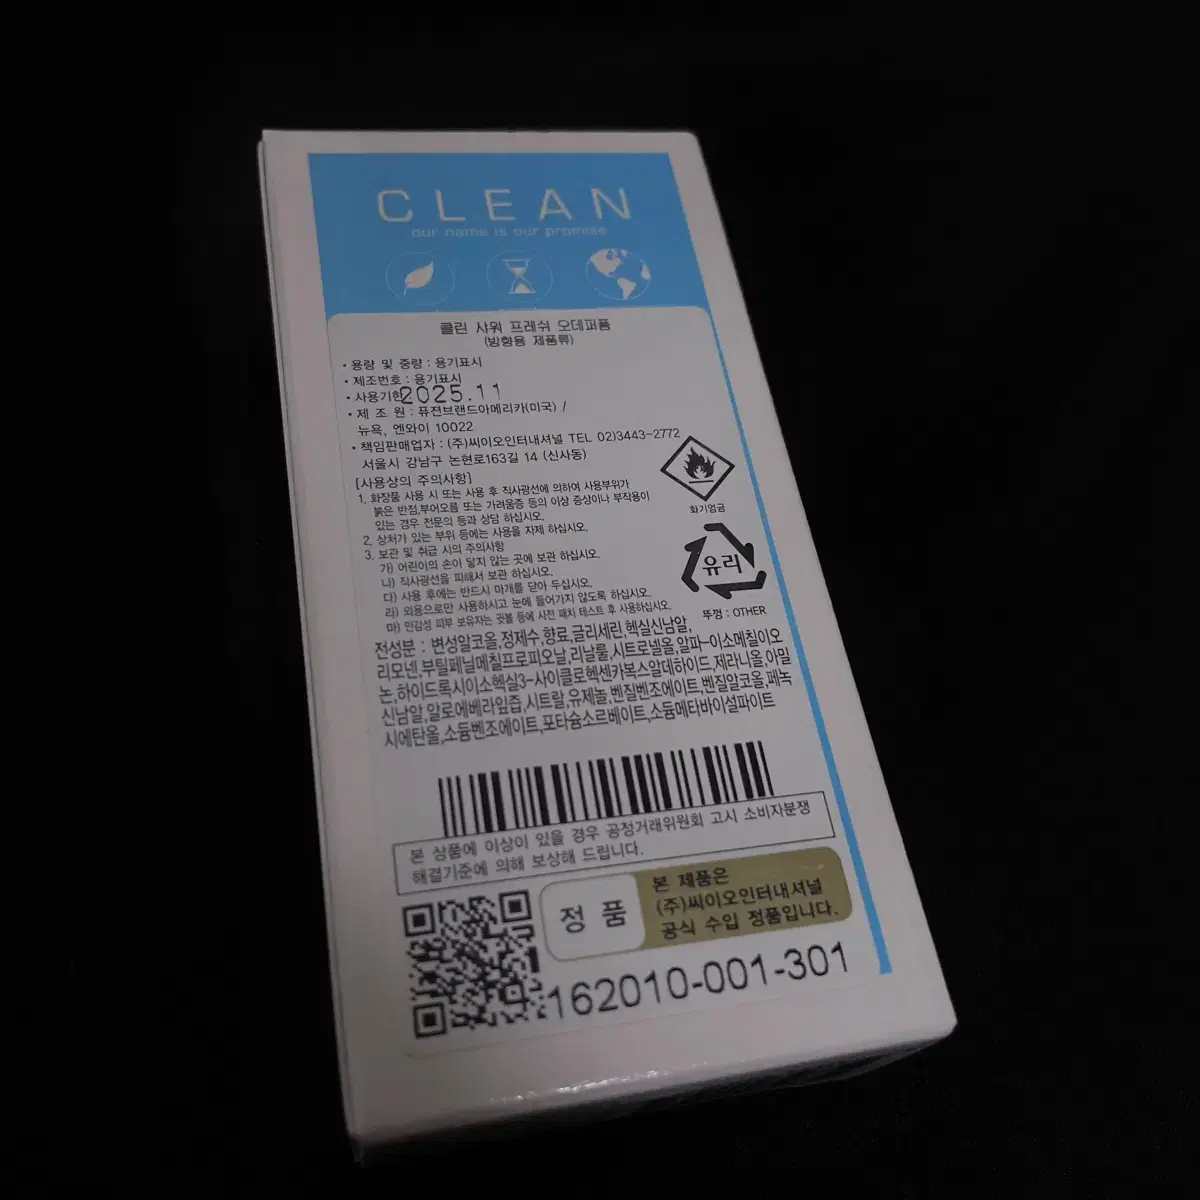 CLEAN
our name is our promise
클린 샤워 프레쉬 오데퍼퓸
(방향용 제품류)
• 용량 및 중량 : 용기표시
• 제조번호 : 용기표시
• 사용기한 2025.11
• 제 조 원 : 퓨젼브랜드아메리카(미국) /
뉴욕, 엔와이 10022
• 책임판매업자 : (주)씨이오인터내셔널 TEL 02)3443-2772
서울시 강남구 논현로163길 14 (신사동)
[사용상의 주의사항]
1. 화장품 사용 시 또는 사용 후 직사광선에 의하여 사용부위가
붉은 반점,부어오름 또는 가려움증 등의 이상 증상이나 부작용이
있는 경우 전문의 등과 상담 하십시오.
2. 상처가 있는 부위 등에는 사용을 자제 하십시오.
3. 보관 및 취급 시의 주의사항
가) 어린이의 손이 닿지 않는 곳에 보관 하십시오.
나) 직사광선을 피해서 보관 하십시오.
다) 사용 후에는 반드시 마개를 닫아 두십시오.
라) 외용으로만 사용하시고 눈에 들어가지 않도록 하십시오.
마) 민감성 피부 보유자는 귓볼 등에 사전 패치 테스트 후 사용하십시오.
화기엄금
유리
뚜껑 : OTHER
전성분 : 변성알코올,정제수,향료,글리세린,헥실신남알,
리모넨,부틸페닐메칠프로피오날,리날룰,시트로넬올,알파-이소메칠이오
논,하이드록시이소헥실3-사이클로헥센카복스알데하이드,제라니올,아밀
신남알,알로에베라잎즙,시트랄,유제놀,벤질벤조에이트,벤질알코올,페녹
시에탄올,소듐벤조에이트,포타슘소르베이트,소듐메타바이설파이트
본 상품에 이상이 있을 경우 공정거래위원회 고시 소비자분쟁
해결기준에 의해 보상해 드립니다.
정 품
본 제품은
(주)씨이오인터내셔널
공식 수입 정품입니다.
162010-001-301